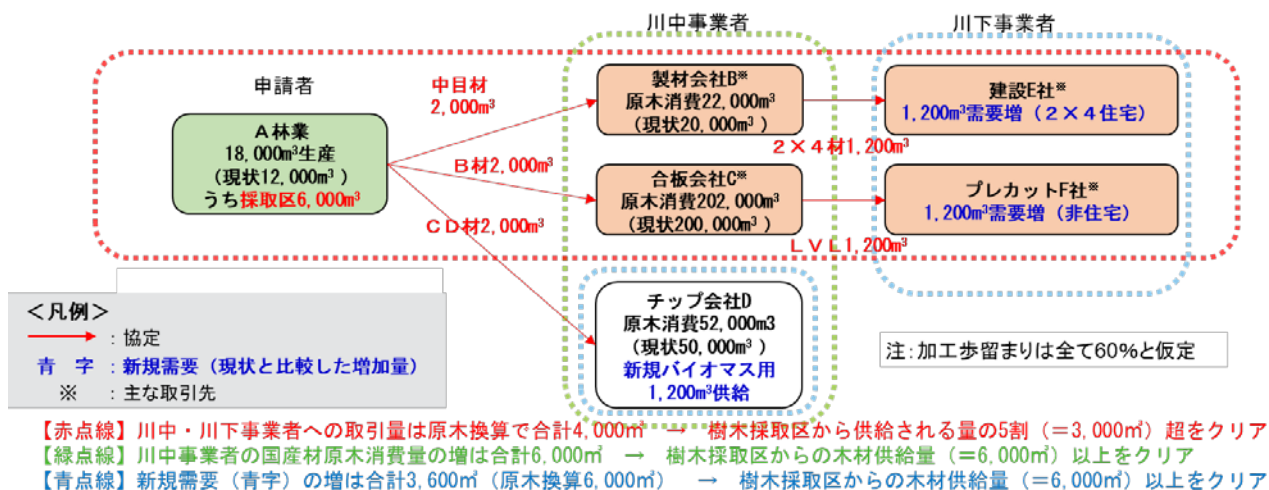 川中事業者
川下事業者
申請者
A林業
18,000m³生産
(現状12,000m³)
うち採取区6,000m³
中目材
2,000m³
B材2,000m³
CD材2,000m³
製材会社B※
原木消費22,000m³
(現状20,000m³)
合板会社C※
原木消費202,000m³
(現状200,000m³)
チップ会社D
原木消費52,000m3
(現状50,000m³)
新規バイオマス用
1,200m³供給
2×4材1,200m³
LVL1,200m³
建設E社※
1,200m³需要増（2×4住宅）
プレカットF社※
1,200m³需要増（非住宅）
＜凡例＞
：協定
青 字：新規需要（現状と比較した増加量）
※ ：主な取引先
注：加工歩留まりは全て60％と仮定
【赤点線】川中・川下事業者への取引量は原木換算で合計4,000㎥ → 樹木採取区から供給される量の5割（＝3,000㎥）超をクリア
【緑点線】川中事業者の国産材原木消費量の増は合計6,000㎥ → 樹木採取区からの木材供給量（＝6,000㎥）以上をクリア
【青点線】新規需要（青字）の増は合計3,600㎥（原木換算6,000㎥） → 樹木採取区からの木材供給量（＝6,000㎥）以上をクリア